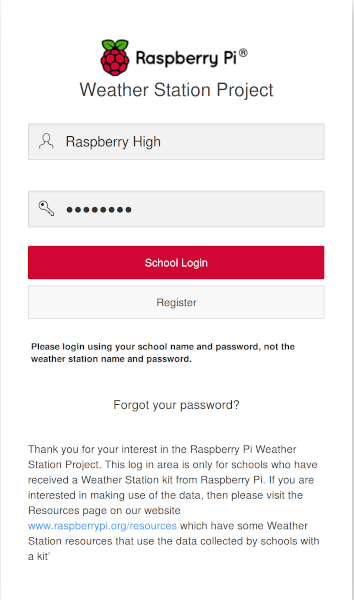 Raspberry Pi®
Weather Station Project
Raspberry High
••••••••
School Login
Register
Please login using your school name and password, not the
weather station name and password.
Forgot your password?
Thank you for your interest in the Raspberry Pi Weather
Station Project. This log in area is only for schools who have
received a Weather Station kit from Raspberry Pi. If you are
interested in making use of the data, then please visit the
Resources page on our website
www.raspberrypi.org/resources which have some Weather
Station resources that use the data collected by schools with
a kit'